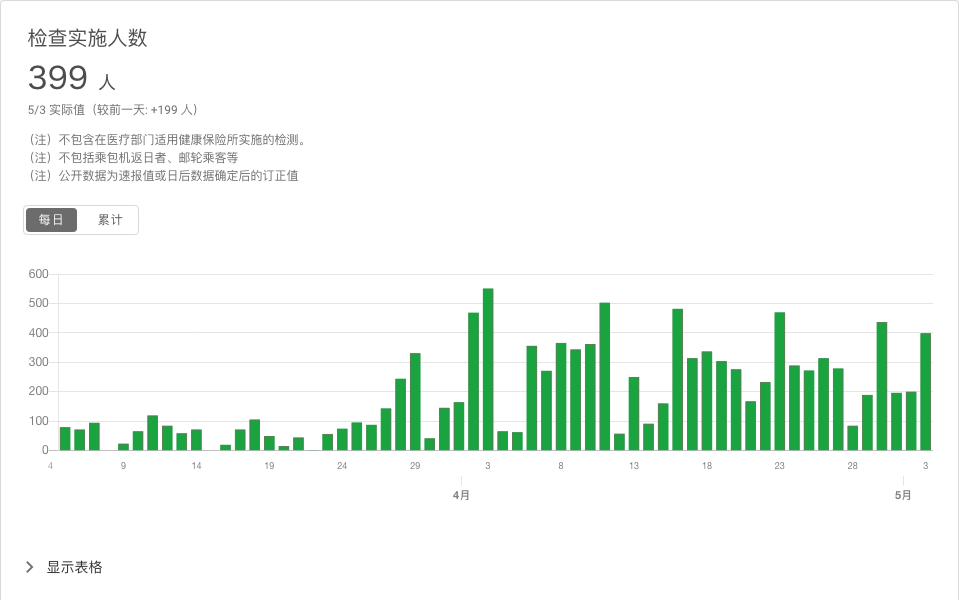 检查实施人数
399 人
5/3 实际值（较前一天: +199 人）
（注）不包含在医疗部门适用健康保险所实施的检测。
（注）不包括乘包机返日者、邮轮乘客等
（注）公开数据为速报值或日后数据确定后的订正值
每日 累计
600
500
400
300
200
100
0
4 9 14 19 24 29 3 8 13 18 23 28 3
4月 5月
显示表格